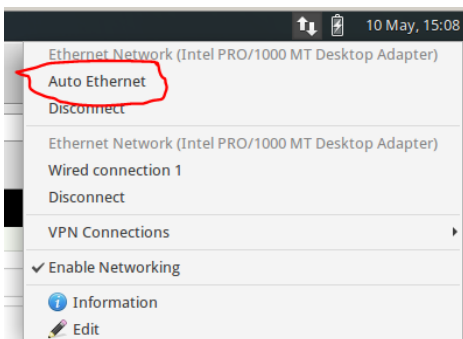 10 May, 15:08
Ethernet Network (Intel PRO/1000 MT Desktop Adapter)
Auto Ethernet
Disconnect
Ethernet Network (Intel PRO/1000 MT Desktop Adapter)
Wired connection 1
Disconnect
VPN Connections
Enable Networking
Information
Edit